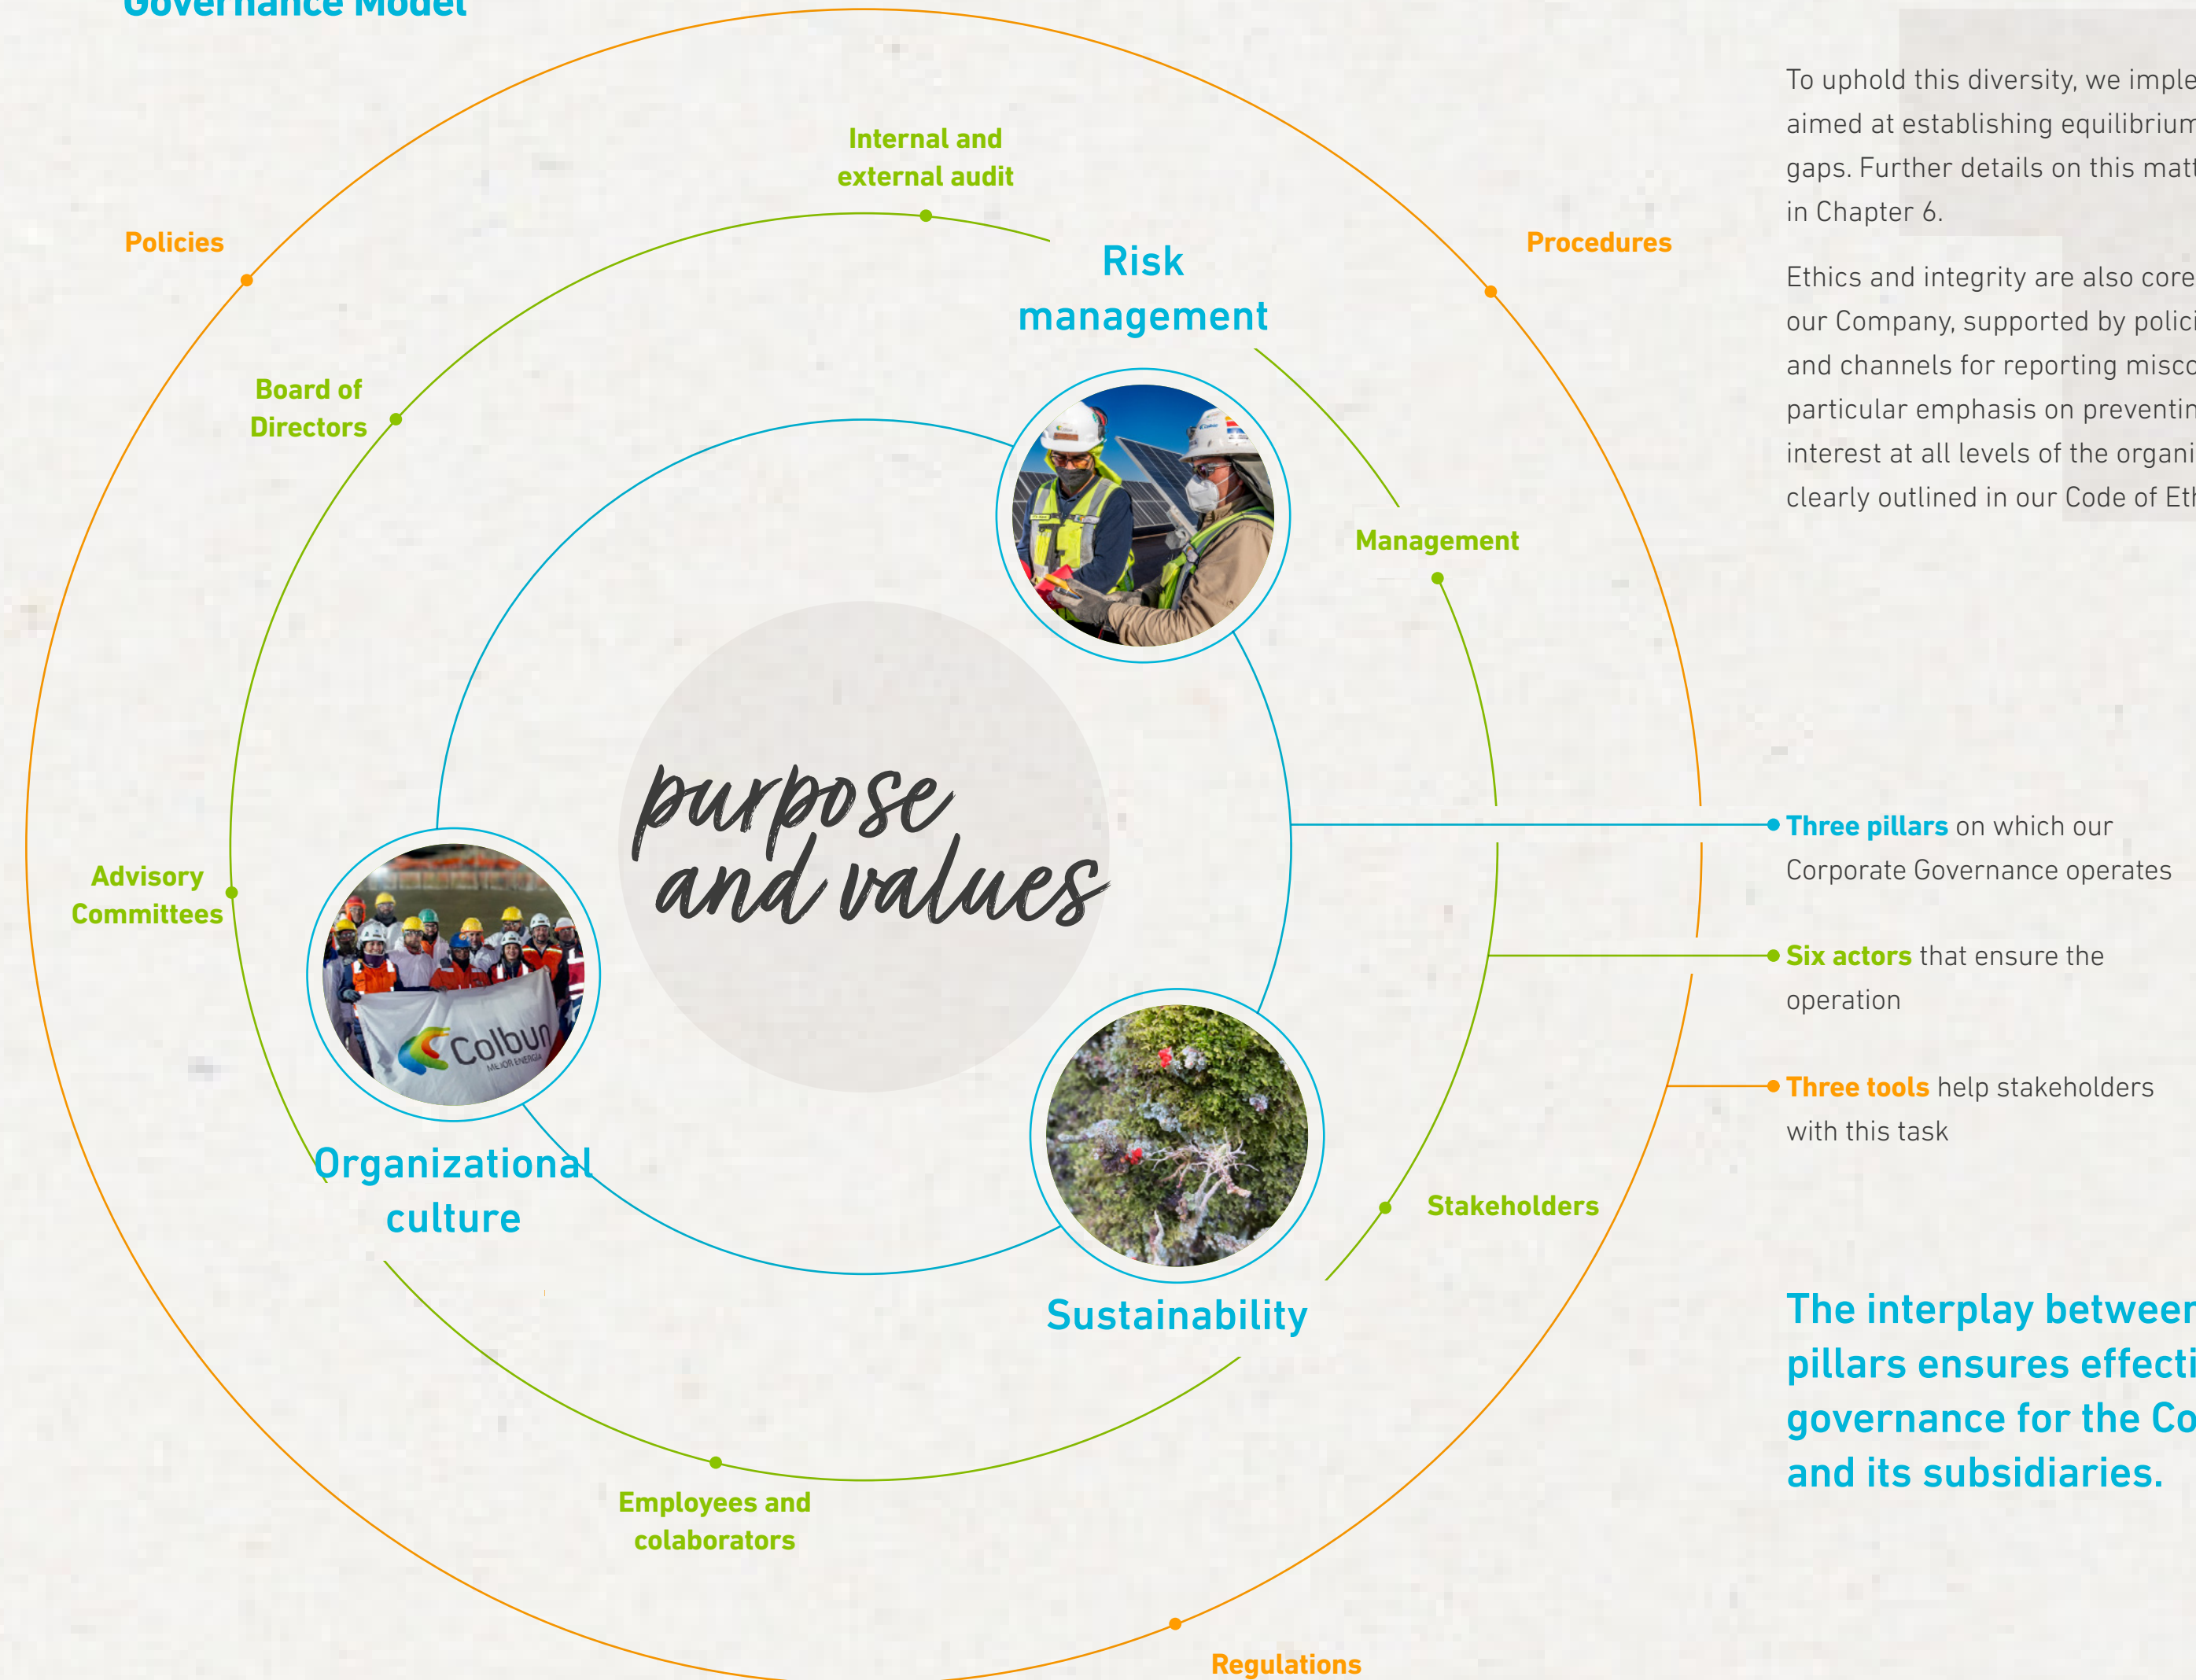 Governance Model
Internal and
external audit
Policies
Procedures
Risk
management
Board of
Directors
Management
purpose
and values
Advisory
Committees
Colbun
MEJOR ENERGÍA
Organizational
culture
Stakeholders
Sustainability
Employees and
colaborators
Regulations
To uphold this diversity, we imple
aimed at establishing equilibrium
gaps. Further details on this matt
in Chapter 6.
Ethics and integrity are also core
our Company, supported by polici
and channels for reporting misco
particular emphasis on preventin
interest at all levels of the organi
clearly outlined in our Code of Eth
Three pillars on which our
Corporate Governance operates
Six actors that ensure the
operation
Three tools help stakeholders
with this task
The interplay between
pillars ensures effecti
governance for the Co
and its subsidiaries.